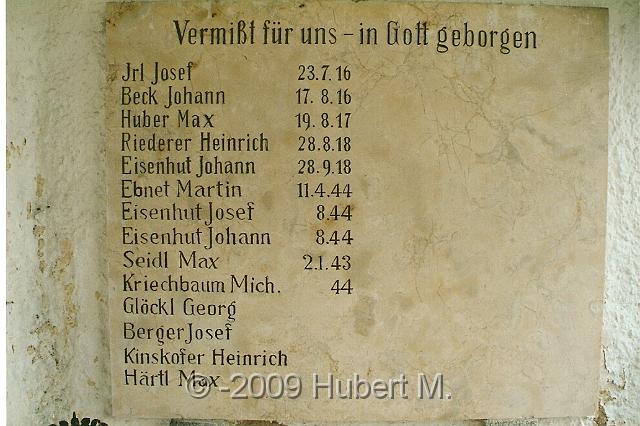 Vermißt für uns – in Gott geborgen
Jrl Josef 23.7.16
Beck Johann 17.8.16
Huber Max 19.8.17
Riederer Heinrich 28.8.18
Eisenhut Johann 28.9.18
Ebnet Martin 11.4.44
Eisenhut Josef 8.44
Eisenhut Johann 8.44
Seidl Max 2.1.43
Kriechbaum Mich. 44
Glöckl Georg
Berger Josef
Kinskofer Heinrich
Härtl Max
© -2009 Hubert M.